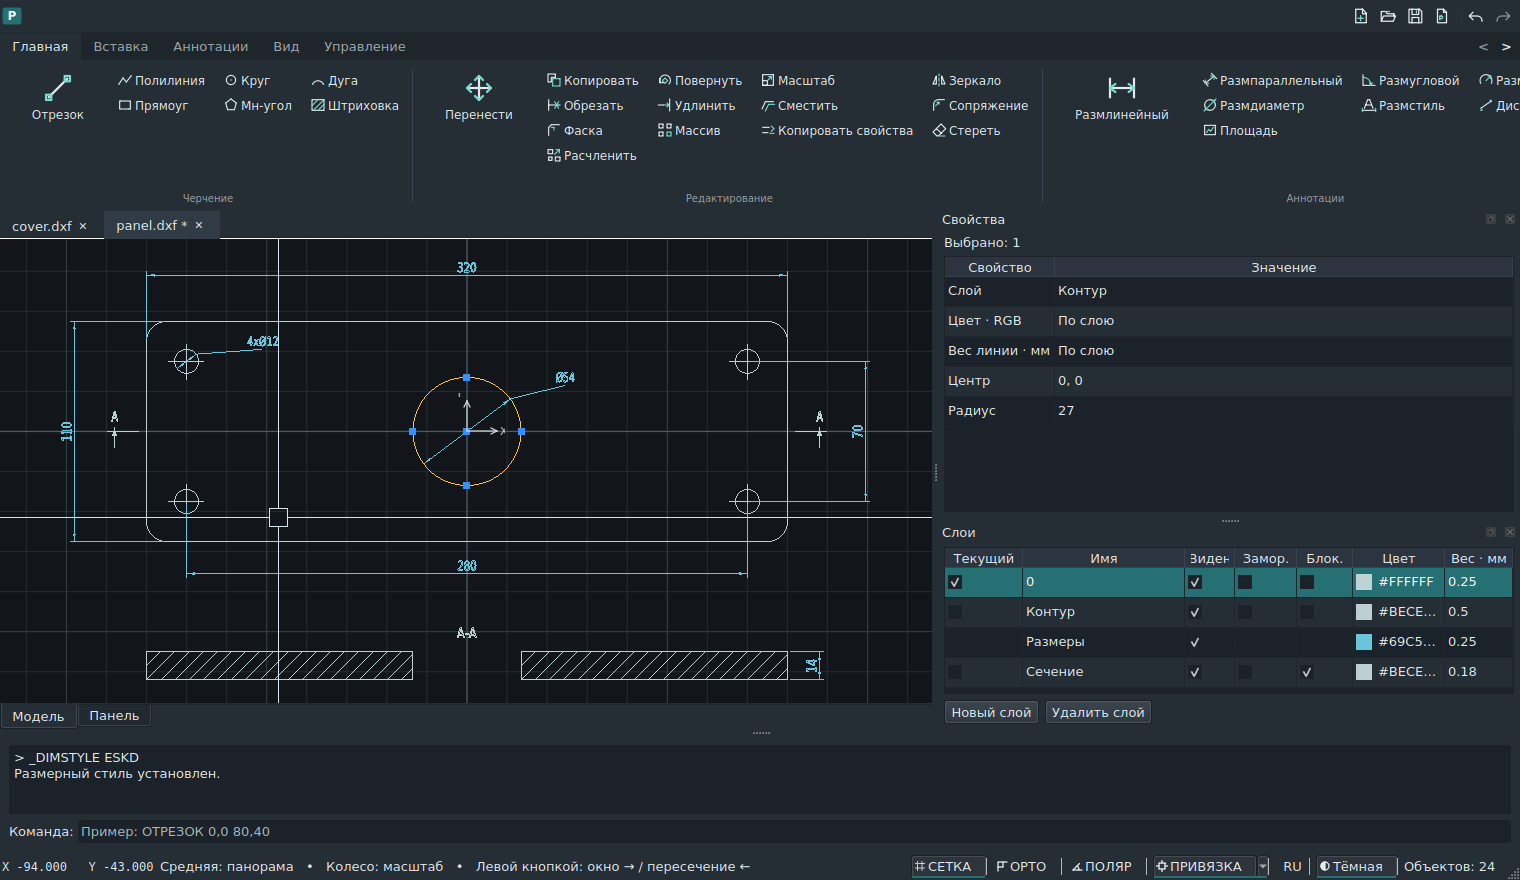 P
Главная Вставка Аннотации Вид Управление < >
Отрезок
Полилиния Круг Дуга
Прямоуг Мн-угол Штриховка
Черчение
Перенести
Копировать Повернуть Масштаб Зеркало
Обрезать Удлинить Сместить Сопряжение
Фаска Массив Копировать свойства Стереть
Расчленить
Редактирование
Размлинейный
Размпараллельный Размугловой Раз
Размдиаметр Размстиль Дис
Площадь
Аннотации
cover.dxf × panel.dxf * ×
320
4xØ12
Ø54
A A
110
X
70
280
A-A
14
Модель Панель
Свойства
Выбрано: 1
Свойство Значение
Слой Контур
Цвет · RGB По слою
Вес линии · мм По слою
Центр 0, 0
Радиус 27
Слои
Текущий Имя Виден Замор. Блок. Цвет Вес · мм
0 #FFFFFF 0.25
Контур #BECE... 0.5
Размеры #69C5... 0.25
Сечение #BECE... 0.18
Новый слой Удалить слой
> _DIMSTYLE ESKD
Размерный стиль установлен.
Команда: Пример: ОТРЕЗОК 0,0 80,40
X -94.000 Y -43.000 Средняя: панорама • Колесо: масштаб • Левой кнопкой: окно → / пересечение ← СЕТКА ОРТО ПОЛЯР ПРИВЯЗКА RU Тёмная Объектов: 24